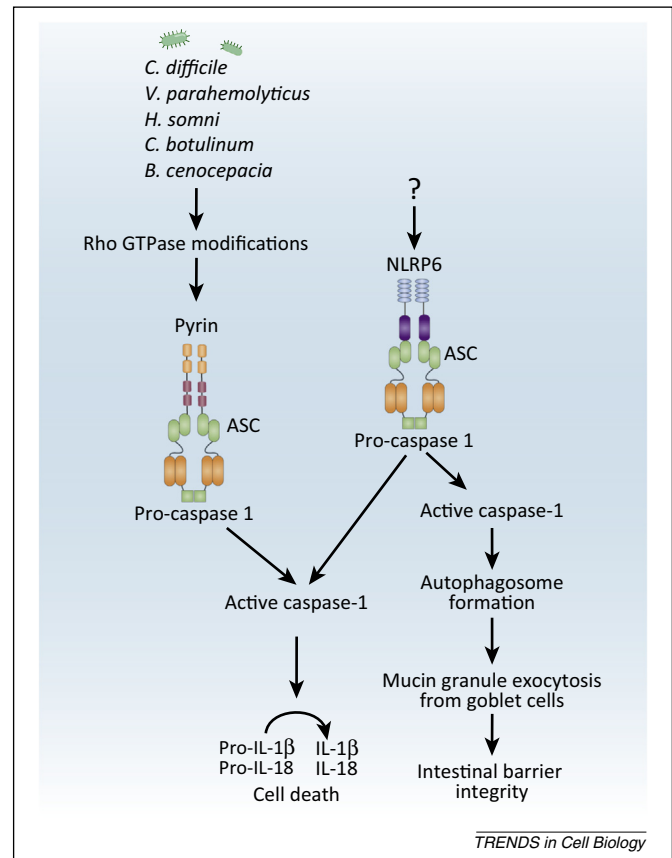 C. difficile
V. parahemolyticus
H. somni
C. botulinum
B. cenocepacia
Rho GTPase modifications
Pyrin
ASC
Pro-caspase 1
?
NLRP6
ASC
Pro-caspase 1
Active caspase-1
Active caspase-1
Autophagosome
formation
Mucin granule exocytosis
from goblet cells
Intestinal barrier
integrity
Pro-IL-1β IL-1β
Pro-IL-18 IL-18
Cell death
TRENDS in Cell Biology